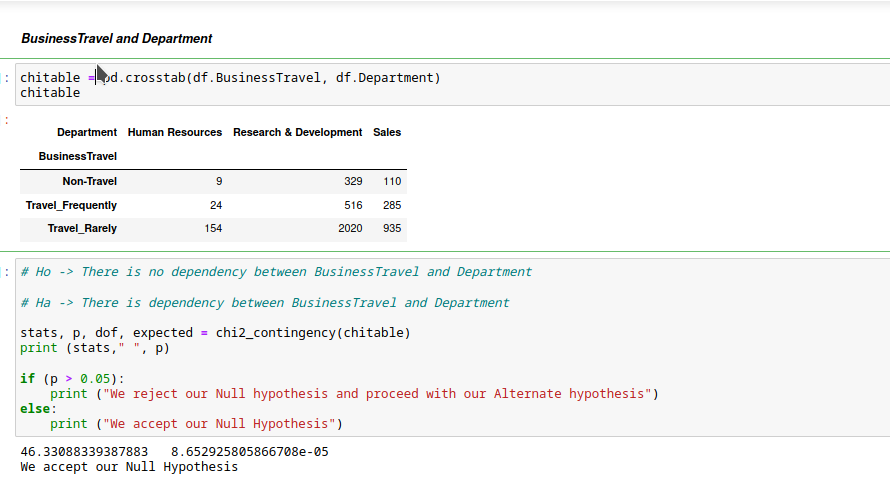 BusinessTravel and Department
]: chitable = pd.crosstab(df.BusinessTravel, df.Department)
chitable
:
Department Human Resources Research & Development Sales
BusinessTravel
Non-Travel 9 329 110
Travel_Frequently 24 516 285
Travel_Rarely 154 2020 935
]: # Ho -> There is no dependency between BusinessTravel and Department
# Ha -> There is dependency between BusinessTravel and Department
stats, p, dof, expected = chi2_contingency(chitable)
print (stats," ", p)
if (p > 0.05):
    print ("We reject our Null hypothesis and proceed with our Alternate hypothesis")
else:
    print ("We accept our Null Hypothesis")
46.33088339387883   8.652925805866708e-05
We accept our Null Hypothesis